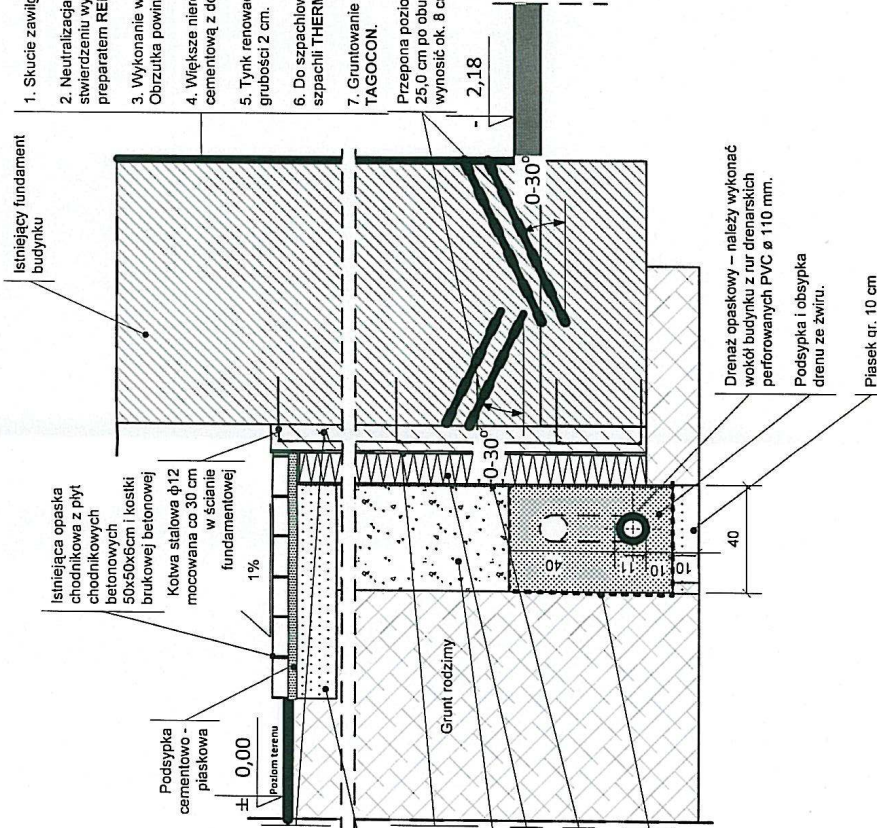 Istniejący fundament
budynku
1. Skucie zawilg
2. Neutralizacja
stwierdzeniu wy
preparatem RE
3. Wykonanie w
Obrzutka powin
4. Większe nier
cementową z do
5. Tynk renowac
grubości 2 cm.
6. Do szpachlow
szpachli THERM
7. Gruntowanie
TAGOCON.
Przepona pozio
25,0 cm po obu
wynosić ok. 8 c
- 2,18
Istniejąca opaska
chodnikowa z płyt
chodnikowych
betonowych
50x50x6cm i kostki
brukowej betonowej
Kotwa stalowa ϕ12
mocowana co 30 cm
w ścianie
fundamentowej
1%
Podsypka
cementowo -
piaskowa
± 0,00
Poziom terenu
0-30°
0-30°
Grunt rodzimy
40
11
10
10
40
Drenaż opaskowy – należy wykonać
wokół budynku z rur drenarskich
perforowanych PVC ø 110 mm.
Podsypka i obsypka
drenu ze żwiru.
Piasek gr. 10 cm